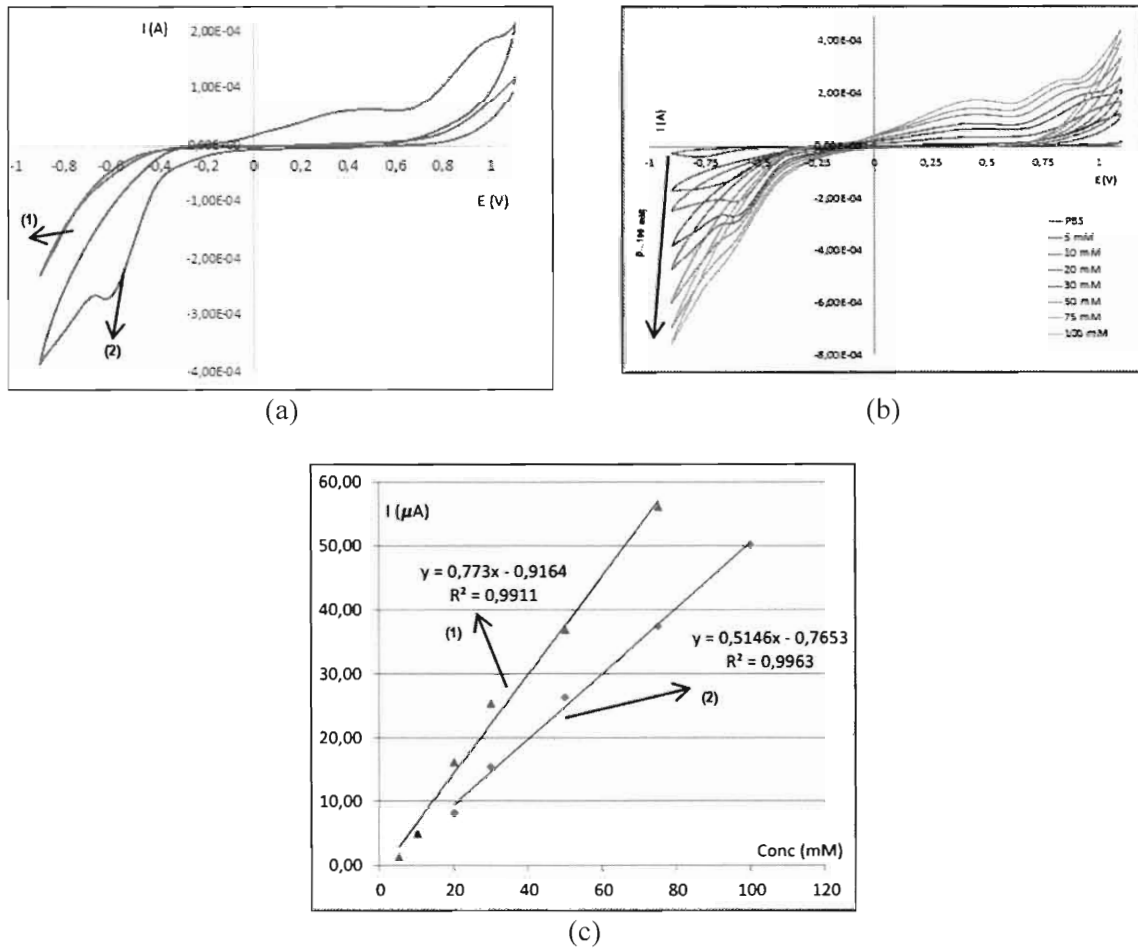 I (A)
2,00E-04
1,00E-04
0,00E+00
-1 -0,8 -0,6 -0,4 -0,2 0 0,2 0,4 0,6 0,8 1
E (V)
-1,00E-04
(1)
-2,00E-04
-3,00E-04
(2)
-4,00E-04
(a)
4,00E-04
2,00E-04
I (A)
0,00E+00
-1 -0,75 -0,25 0 0,25 0,5 0,75 1
E (V)
-2,00E-04
-4,00E-04
-6,00E-04
-8,00E-04
PBS
5 mM
10 mM
20 mM
30 mM
50 mM
75 mM
100 mM
(b)
60,00
I (µA)
50,00
y = 0,773x - 0,9164
R² = 0,9911
40,00
(1)
y = 0,5146x - 0,7653
R² = 0,9963
30,00
(2)
20,00
10,00
Conc (mM)
0,00
0 20 40 60 80 100 120
(c)